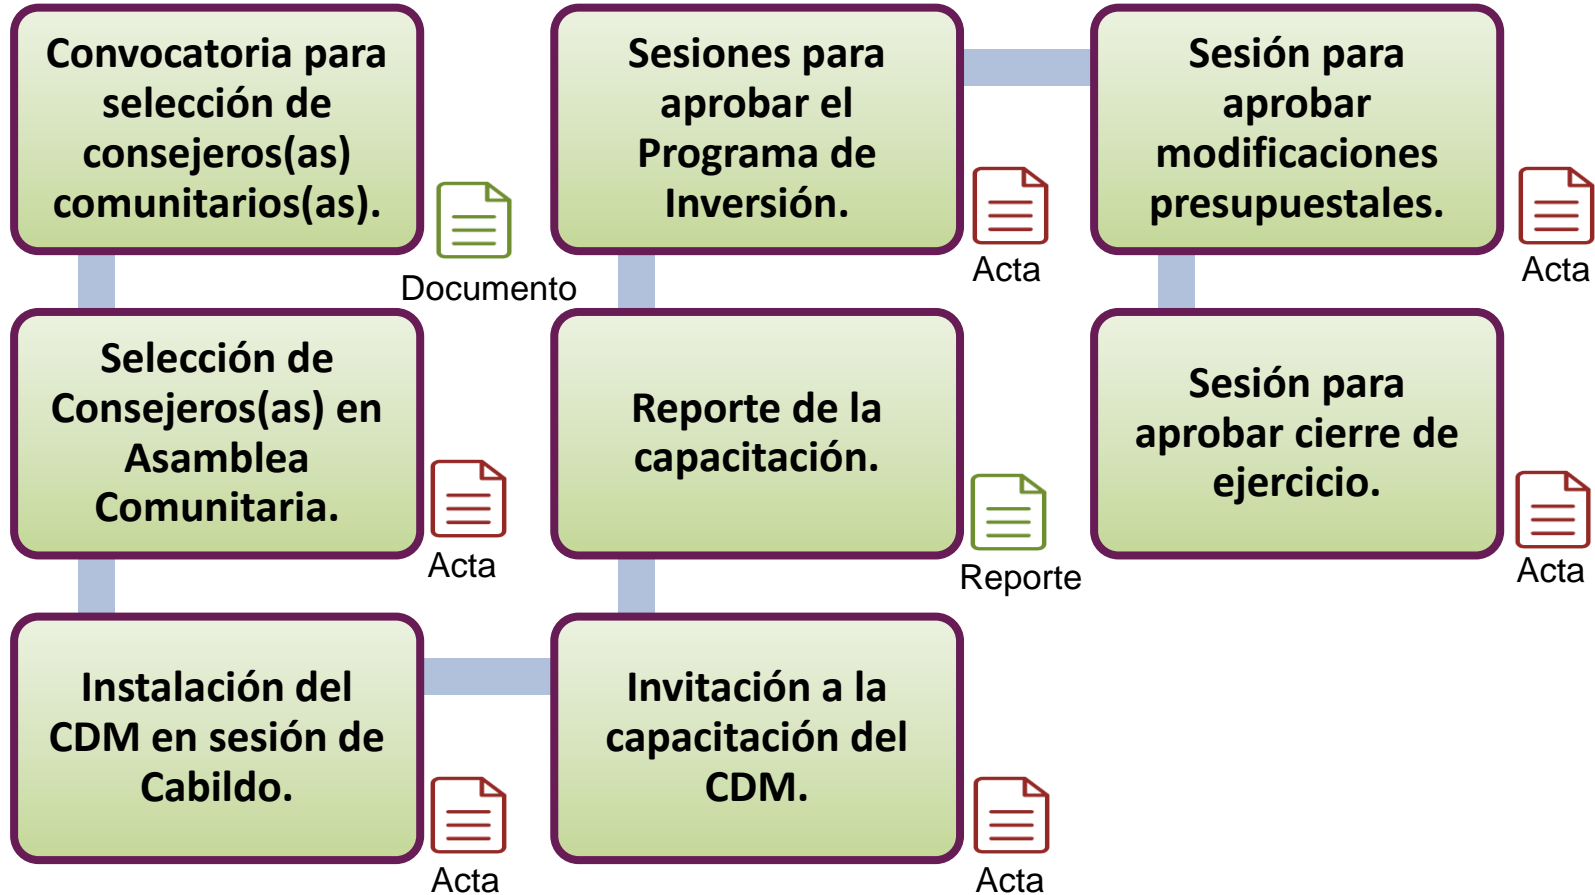 Convocatoria para
selección de
consejeros(as)
comunitarios(as).
Documento
Selección de
Consejeros(as) en
Asamblea
Comunitaria.
Acta
Instalación del
CDM en sesión de
Cabildo.
Acta
Invitación a la
capacitación del
CDM.
Acta
Reporte de la
capacitación.
Reporte
Sesiones para
aprobar el
Programa de
Inversión.
Acta
Sesión para
aprobar
modificaciones
presupuestales.
Acta
Sesión para
aprobar cierre de
ejercicio.
Acta